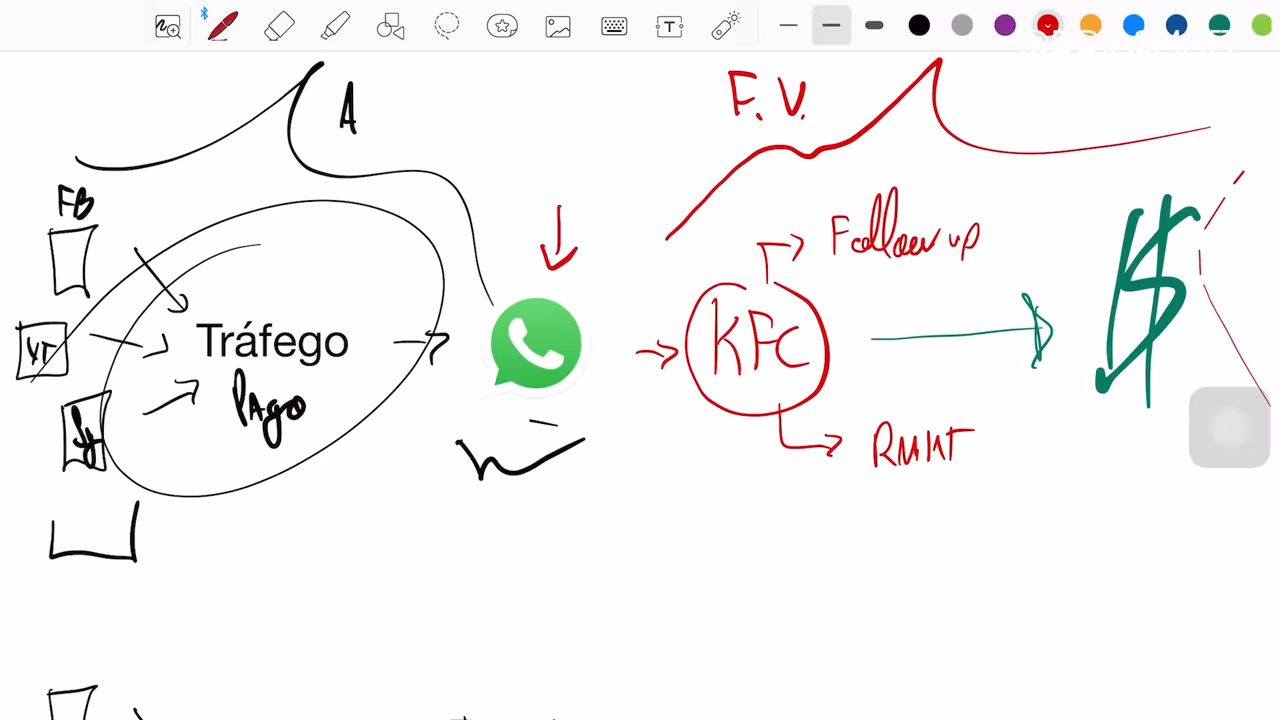 A
F.V.
FB
Follow up
YT
Tráfego
KFC
Pago
RMKT
$